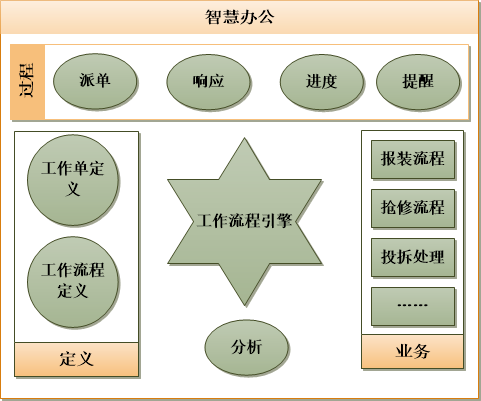 智慧办公
过程
派单
响应
进度
提醒
工作单定
义
工作流程
定义
定义
工作流程引擎
分析
报装流程
抢修流程
投拆处理
……
业务